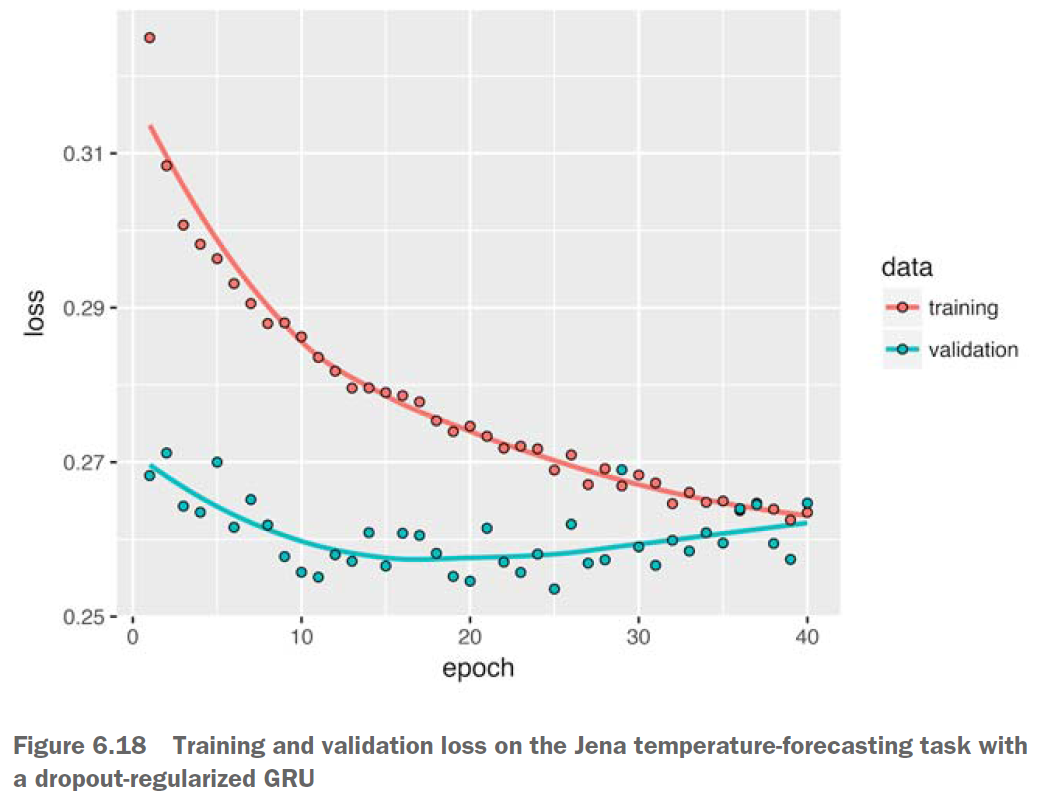 loss
0.31
0.29
0.27
0.25
0
10
20
30
40
epoch
data
training
validation
Figure 6.18 Training and validation loss on the Jena temperature-forecasting task with
a dropout-regularized GRU